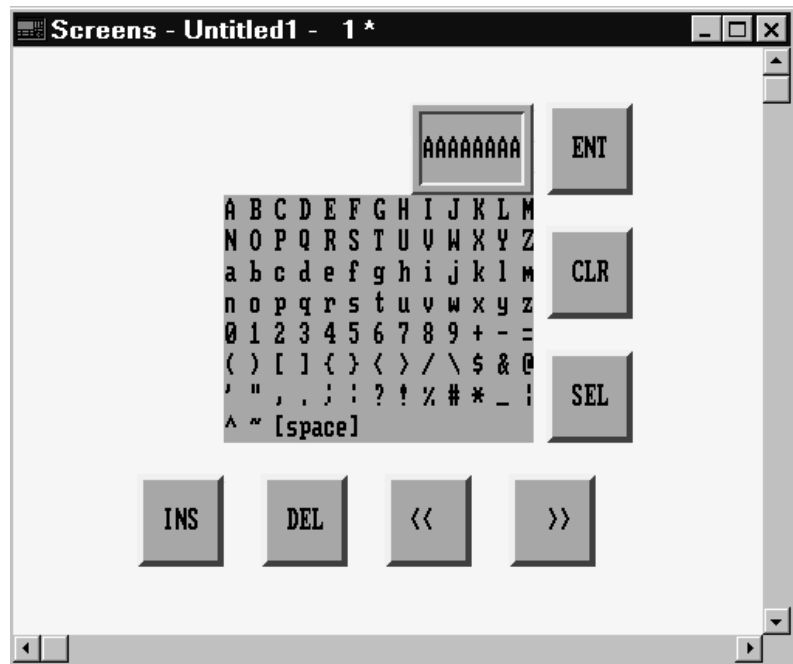 Screens - Untitled1 - 1 *
AAAAAAAA
ENT
A B C D E F G H I J K L M
N O P Q R S T U V W X Y Z
a b c d e f g h i j k l m
n o p q r s t u v w x y z
0 1 2 3 4 5 6 7 8 9 + - =
( ) [ ] { } < > / \ $ & @
' " , . ; : ? ! % # * _ ¦
^ ~ [space]
CLR
SEL
INS
DEL
<<
>>